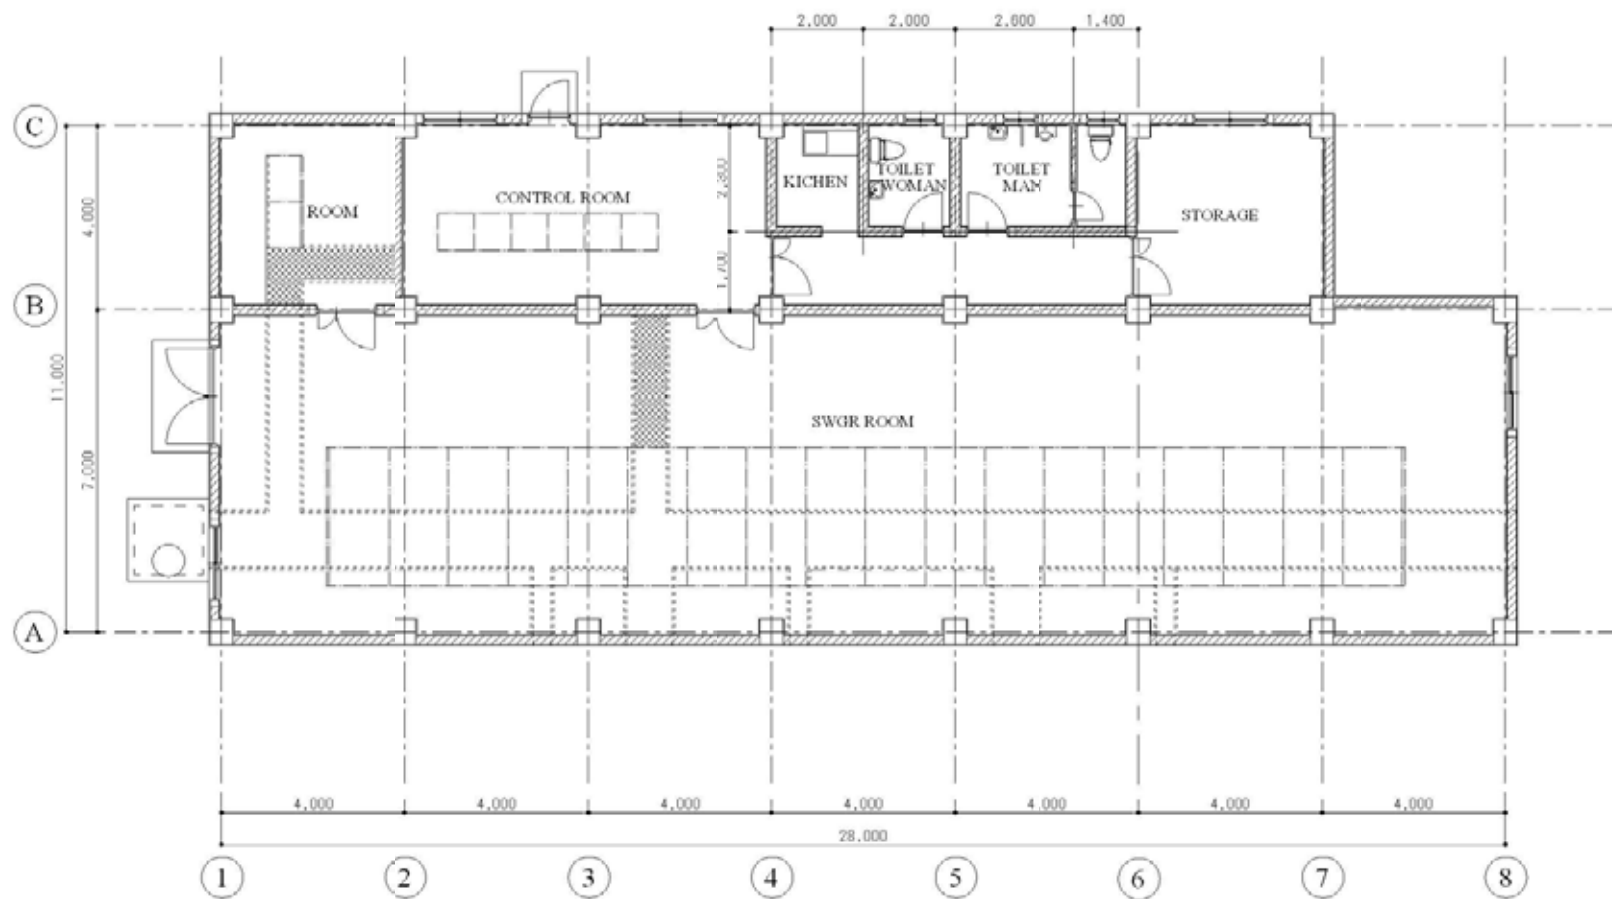 2,000 2,000 2,600 1,400
C
KICHEN
TOILET
WOMAN
TOILET
MAN
CONTROL ROOM
2,300
ROOM
STORAGE
4,000
1,700
B
11,000
SWGR ROOM
7,000
A
4,000 4,000 4,000 4,000 4,000 4,000 4,000
28,000
1 2 3 4 5 6 7 8